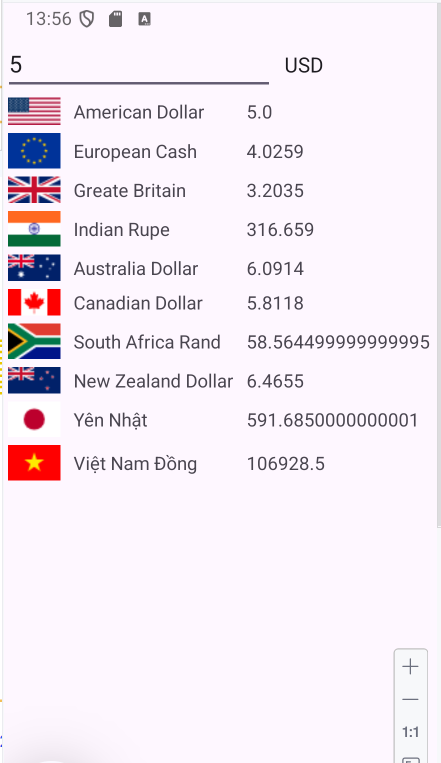 13:56 A
5 USD
American Dollar 5.0
European Cash 4.0259
Greate Britain 3.2035
Indian Rupe 316.659
Australia Dollar 6.0914
Canadian Dollar 5.8118
South Africa Rand 58.564499999999995
New Zealand Dollar 6.4655
Yên Nhật 591.6850000000001
Việt Nam Đồng 106928.5
+
—
1:1